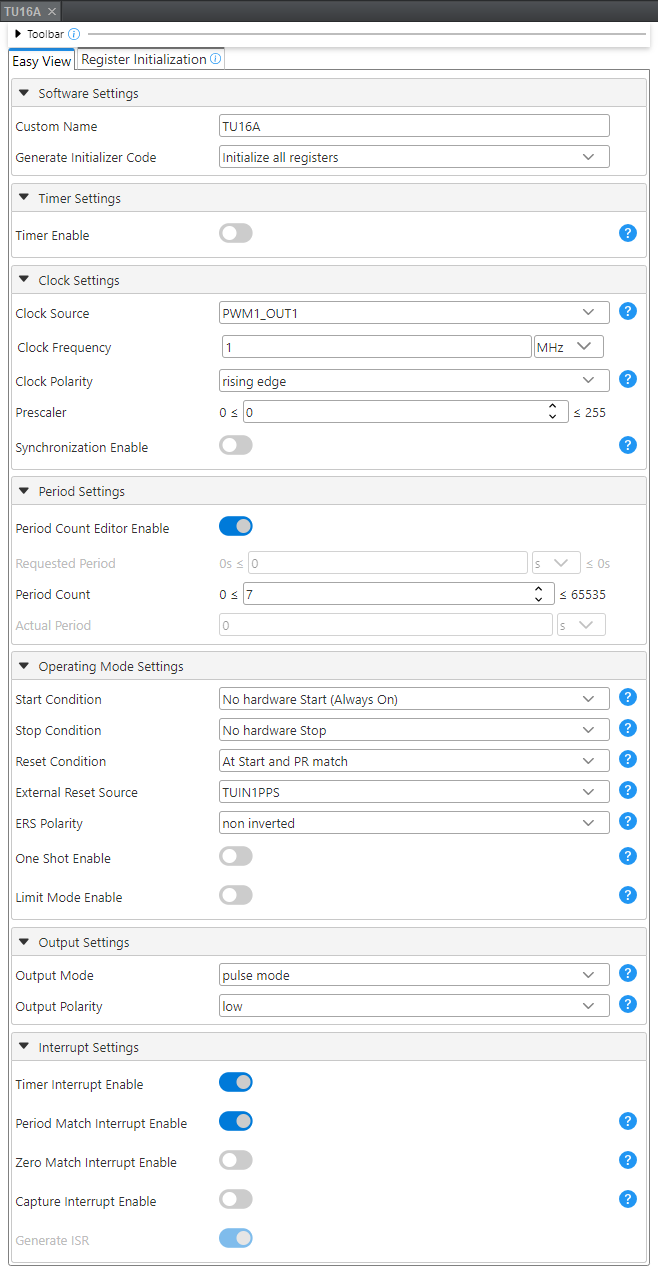 TU16A
Toolbar
Easy View Register Initialization
Software Settings
Custom Name TU16A
Generate Initializer Code Initialize all registers
Timer Settings
Timer Enable ?
Clock Settings
Clock Source PWM1_OUT1 ?
Clock Frequency 1 MHz
Clock Polarity rising edge ?
Prescaler 0 ≤ 0 ≤ 255
Synchronization Enable ?
Period Settings
Period Count Editor Enable
Requested Period 0s ≤ 0 s ≤ 0s
Period Count 0 ≤ 7 ≤ 65535
Actual Period 0 s
Operating Mode Settings
Start Condition No hardware Start (Always On) ?
Stop Condition No hardware Stop ?
Reset Condition At Start and PR match ?
External Reset Source TUIN1PPS ?
ERS Polarity non inverted ?
One Shot Enable ?
Limit Mode Enable ?
Output Settings
Output Mode pulse mode ?
Output Polarity low ?
Interrupt Settings
Timer Interrupt Enable
Period Match Interrupt Enable ?
Zero Match Interrupt Enable ?
Capture Interrupt Enable ?
Generate ISR